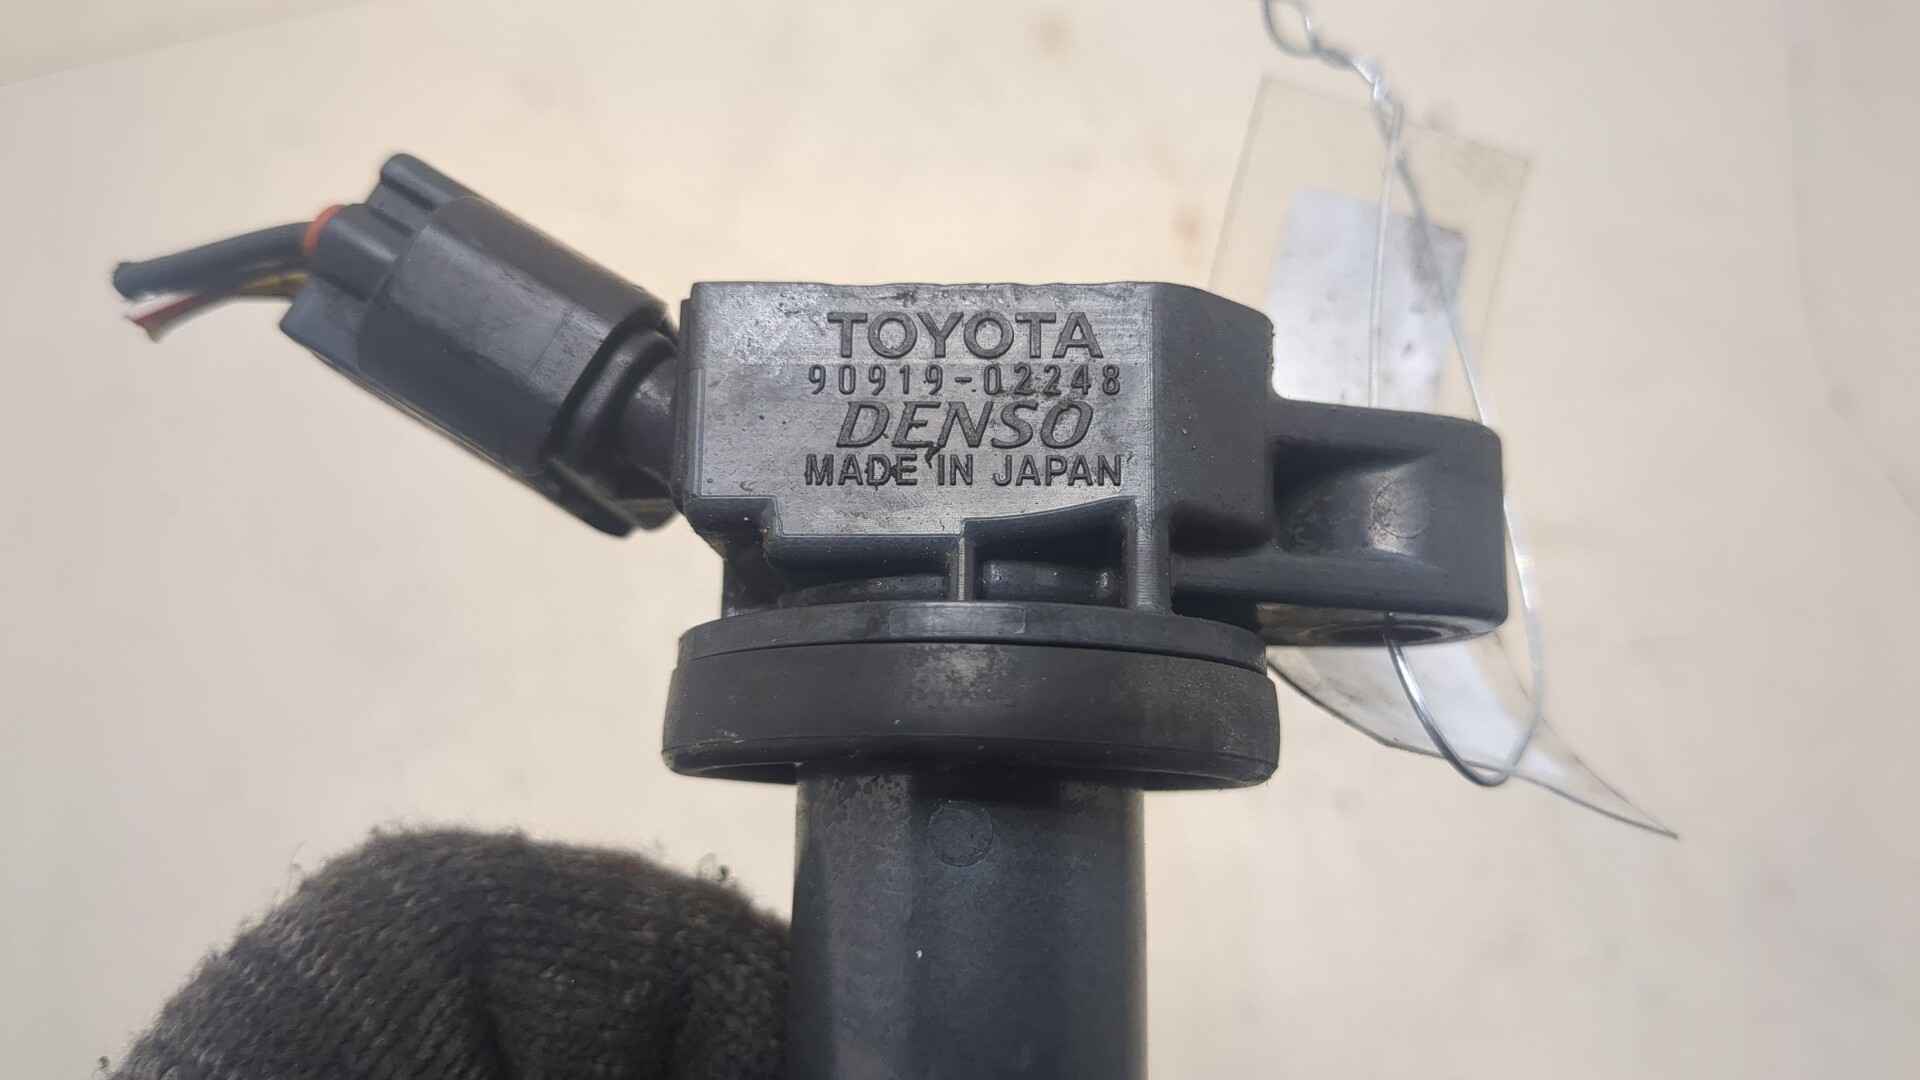 TOYOTA
90919-02248
DENSO
MADE IN JAPAN